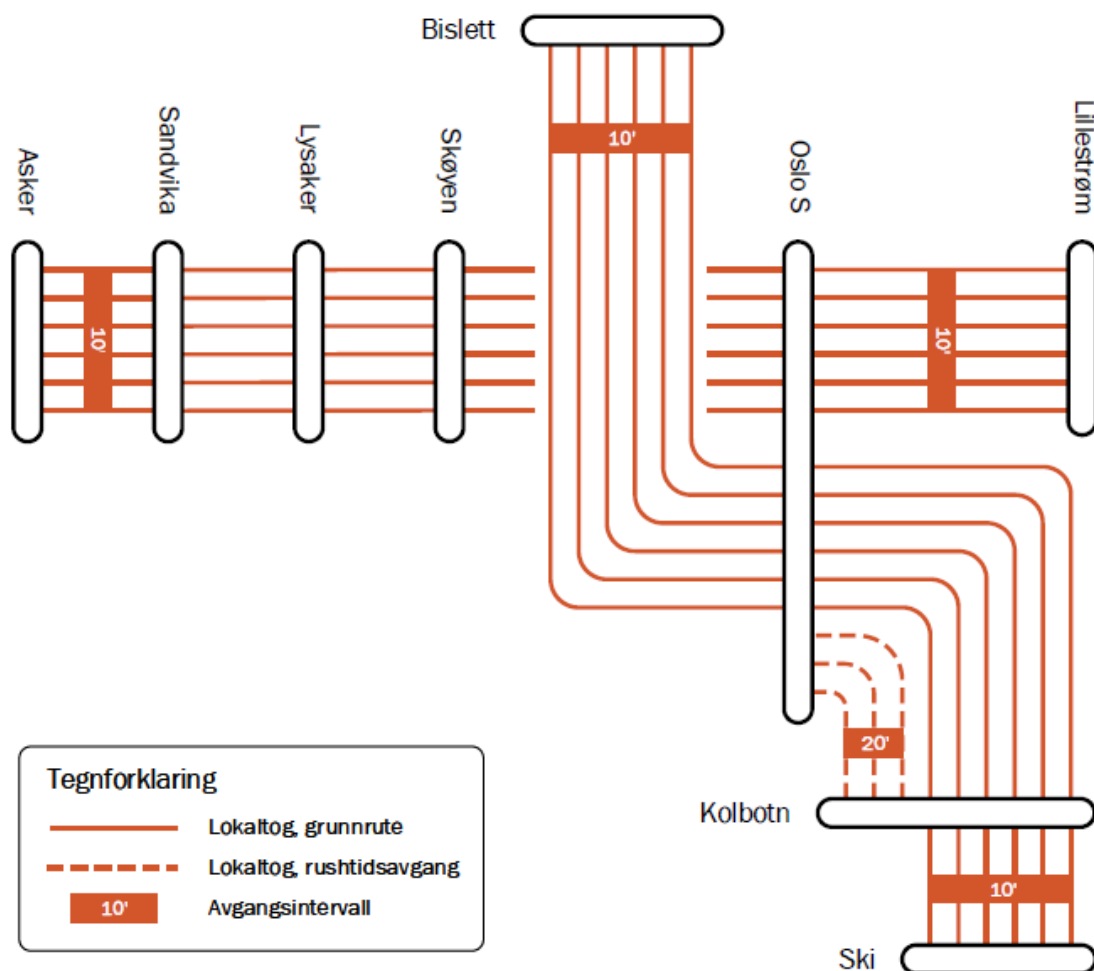 Bislett
10'
Asker
Sandvika
Lysaker
Skøyen
Oslo S
Lillestrøm
10'
10'
20'
Kolbotn
10'
Ski
Tegnforklaring
Lokaltog, grunnrute
Lokaltog, rushtidsavgang
10' Avgangsintervall